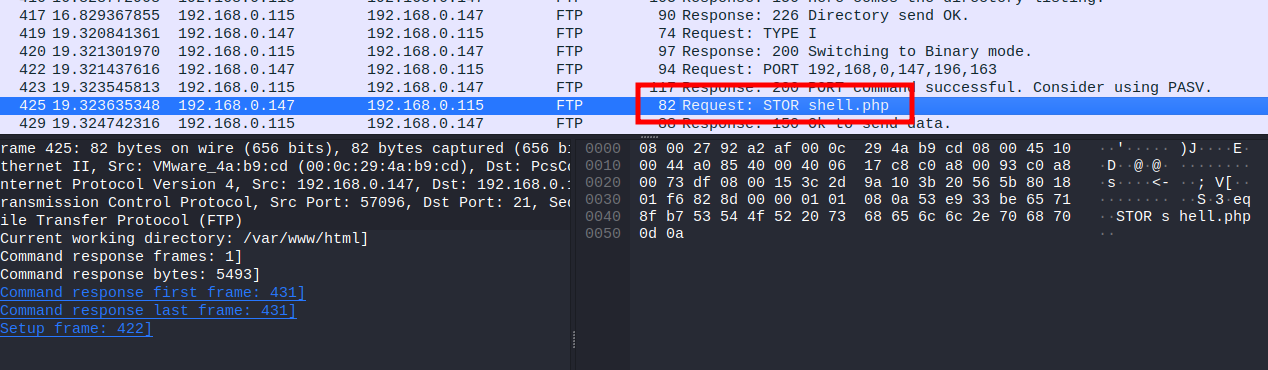 417 16.829367855 192.168.0.115 192.168.0.147 FTP 90 Response: 226 Directory send OK.
419 19.320841361 192.168.0.147 192.168.0.115 FTP 74 Request: TYPE I
420 19.321301970 192.168.0.115 192.168.0.147 FTP 97 Response: 200 Switching to Binary mode.
422 19.321437616 192.168.0.147 192.168.0.115 FTP 94 Request: PORT 192,168,0,147,196,163
423 19.323545813 192.168.0.115 192.168.0.147 FTP 117 Response: 200 PORT command successful. Consider using PASV.
425 19.323635348 192.168.0.147 192.168.0.115 FTP 82 Request: STOR shell.php
429 19.324742316 192.168.0.115 192.168.0.147 FTP 88 Response: 150 Ok to send data.
rame 425: 82 bytes on wire (656 bits), 82 bytes captured (656 bi
thernet II, Src: VMware_4a:b9:cd (00:0c:29:4a:b9:cd), Dst: PcsCo
nternet Protocol Version 4, Src: 192.168.0.147, Dst: 192.168.0.1
ransmission Control Protocol, Src Port: 57096, Dst Port: 21, Seq
ile Transfer Protocol (FTP)
Current working directory: /var/www/html]
Command response frames: 1]
Command response bytes: 5493]
Command response first frame: 431]
Command response last frame: 431]
Setup frame: 422]
0000 08 00 27 92 a2 af 00 0c 29 4a b9 cd 08 00 45 10 ··'····· )J····E·
0010 00 44 a0 85 40 00 40 06 17 c8 c0 a8 00 93 c0 a8 ·D··@·@· ········
0020 00 73 df 08 00 15 3c 2d 9a 10 3b 20 56 5b 80 18 ·s····<- ··; V[··
0030 01 f6 82 8d 00 00 01 01 08 0a 53 e9 33 be 65 71 ········ ··S·3·eq
0040 8f b7 53 54 4f 52 20 73 68 65 6c 6c 2e 70 68 70 ··STOR s hell.php
0050 0d 0a ··